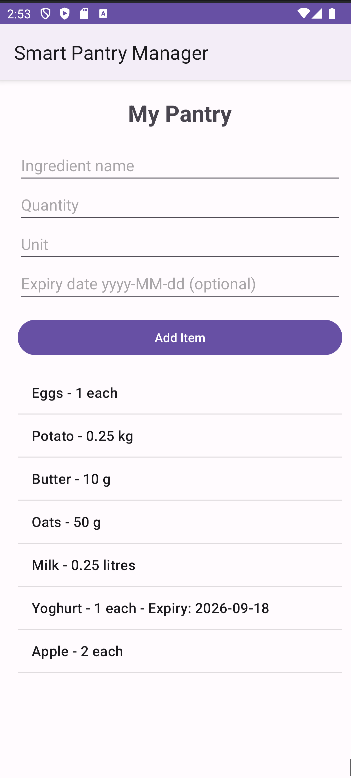 2:53
Smart Pantry Manager
My Pantry
Ingredient name
Quantity
Unit
Expiry date yyyy-MM-dd (optional)
Add Item
Eggs - 1 each
Potato - 0.25 kg
Butter - 10 g
Oats - 50 g
Milk - 0.25 litres
Yoghurt - 1 each - Expiry: 2026-09-18
Apple - 2 each